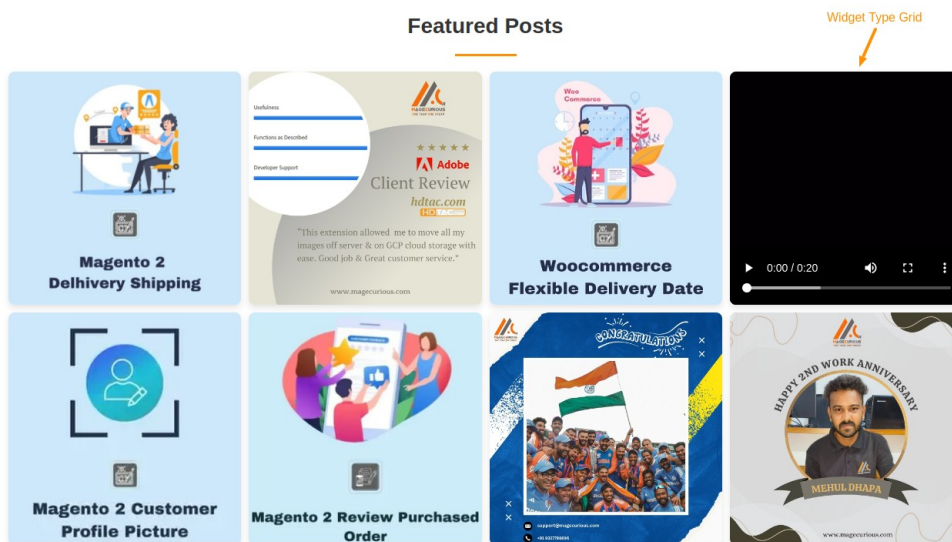 Featured Posts
Widget Type Grid
Magento 2
Delhivery Shipping
Usefulness
Functions as Described
Developer Support
MAGECURIOUS
Adobe
Client Review
hdtac.com
HDTAC
"This extension allowed me to move all my
images off server & on GCP cloud storage with
ease. Good job & Great customer service."
www.magecurious.com
Woo
Commerce
Woocommerce
Flexible Delivery Date
0:00 / 0:20
Magento 2 Customer
Profile Picture
Magento 2 Review Purchased
Order
CONGRATULATIONS
support@magecurious.com
HAPPY 2ND WORK ANNIVERSARY
MEHUL DHAPA
www.magecurious.com